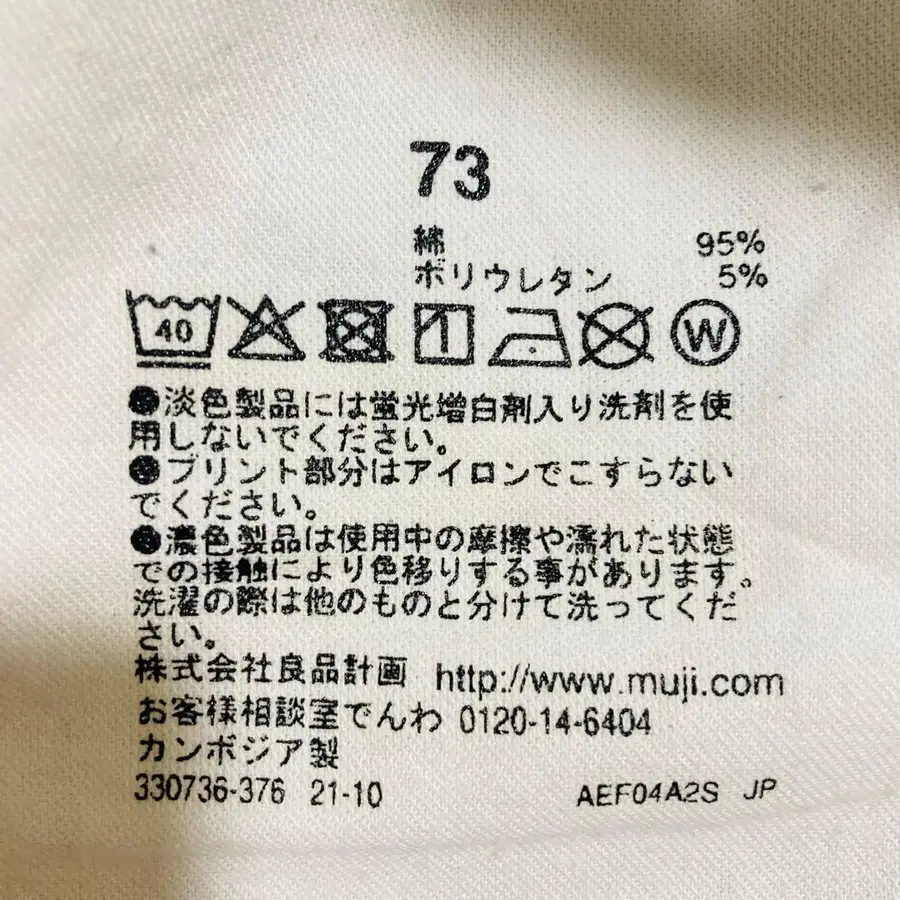 73
綿 95%
ポリウレタン 5%
40 W
●淡色製品には蛍光増白剤入り洗剤を使
用しないでください。
●プリント部分はアイロンでこすらない
でください。
●濃色製品は使用中の摩擦や濡れた状態
での接触により色移りする事があります。
洗濯の際は他のものと分けて洗ってくだ
さい。
株式会社良品計画 http://www.muji.com
お客様相談室でんわ 0120-14-6404
カンボジア製
330736-376 21-10 AEF04A2S JP